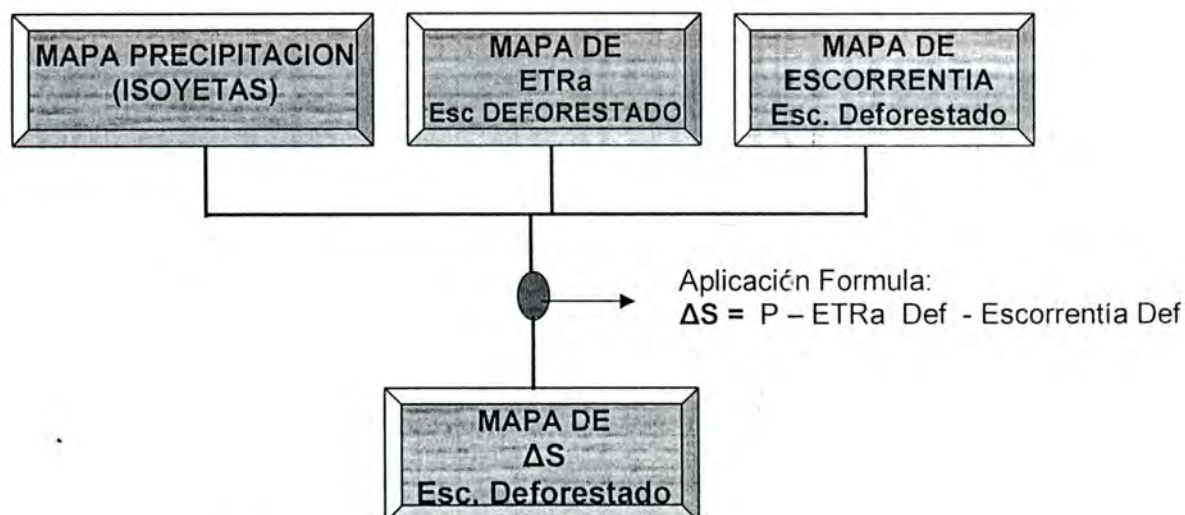 MAPA PRECIPITACION
(ISOYETAS)
MAPA DE
ETRa
Esc DEFORESTADO
MAPA DE
ESCORRENTIA
Esc. Deforestado
Aplicación Formula:
ΔS = P – ETRa Def - Escorrentía Def
MAPA DE
ΔS
Esc. Deforestado